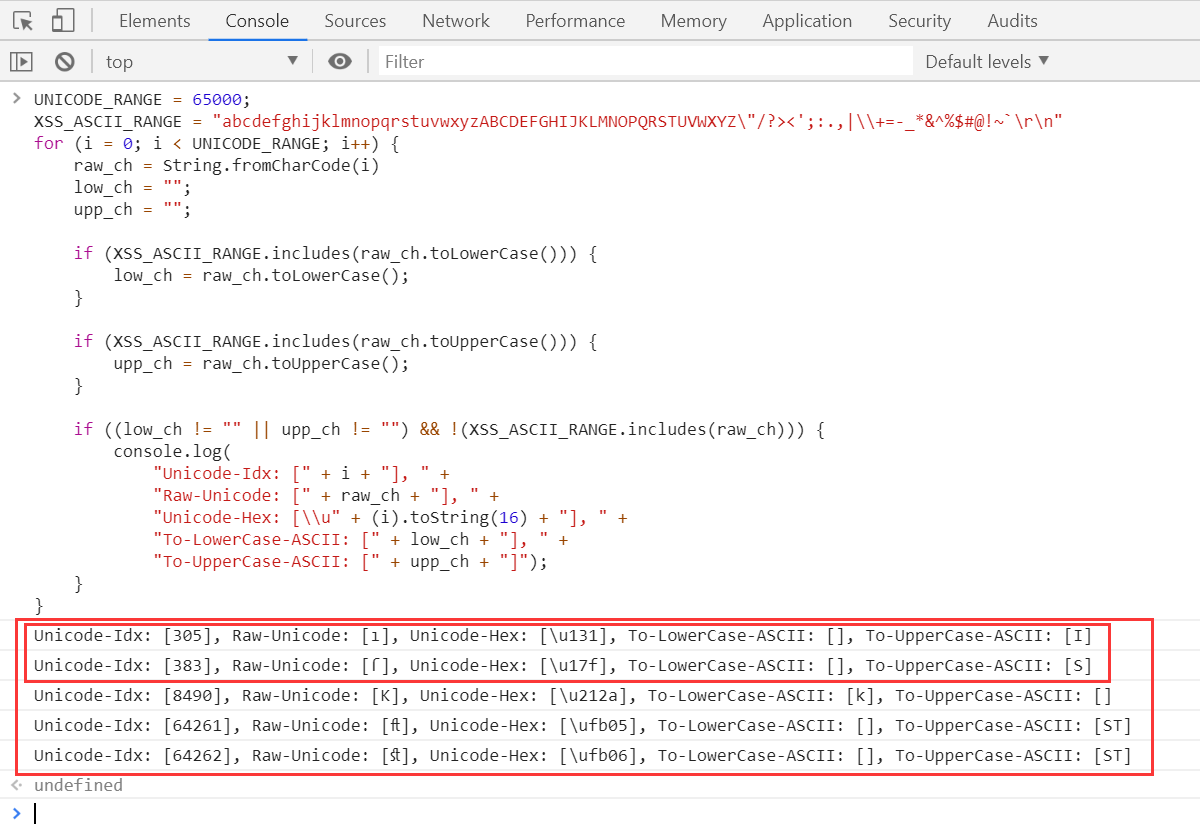 Elements Console Sources Network Performance Memory Application Security Audits
top ▼ Filter Default levels ▼
> UNICODE_RANGE = 65000;
XSS_ASCII_RANGE = "abcdefghijklmnopqrstuvwxyzABCDEFGHIJKLMNOPQRSTUVWXYZ\"/?><';:.,|\\+=-_*&^%$#@!~`\r\n"
for (i = 0; i < UNICODE_RANGE; i++) {
    raw_ch = String.fromCharCode(i)
    low_ch = "";
    upp_ch = "";
    if (XSS_ASCII_RANGE.includes(raw_ch.toLowerCase())) {
        low_ch = raw_ch.toLowerCase();
    }
    if (XSS_ASCII_RANGE.includes(raw_ch.toUpperCase())) {
        upp_ch = raw_ch.toUpperCase();
    }
    if ((low_ch != "" || upp_ch != "") && !(XSS_ASCII_RANGE.includes(raw_ch))) {
        console.log(
            "Unicode-Idx: [" + i + "], " +
            "Raw-Unicode: [" + raw_ch + "], " +
            "Unicode-Hex: [\\u" + (i).toString(16) + "], " +
            "To-LowerCase-ASCII: [" + low_ch + "], " +
            "To-UpperCase-ASCII: [" + upp_ch + "]");
    }
}
Unicode-Idx: [305], Raw-Unicode: [ı], Unicode-Hex: [\u131], To-LowerCase-ASCII: [], To-UpperCase-ASCII: [I]
Unicode-Idx: [383], Raw-Unicode: [ſ], Unicode-Hex: [\u17f], To-LowerCase-ASCII: [], To-UpperCase-ASCII: [S]
Unicode-Idx: [8490], Raw-Unicode: [K], Unicode-Hex: [\u212a], To-LowerCase-ASCII: [k], To-UpperCase-ASCII: []
Unicode-Idx: [64261], Raw-Unicode: [ſt], Unicode-Hex: [\ufb05], To-LowerCase-ASCII: [], To-UpperCase-ASCII: [ST]
Unicode-Idx: [64262], Raw-Unicode: [st], Unicode-Hex: [\ufb06], To-LowerCase-ASCII: [], To-UpperCase-ASCII: [ST]
undefined
>